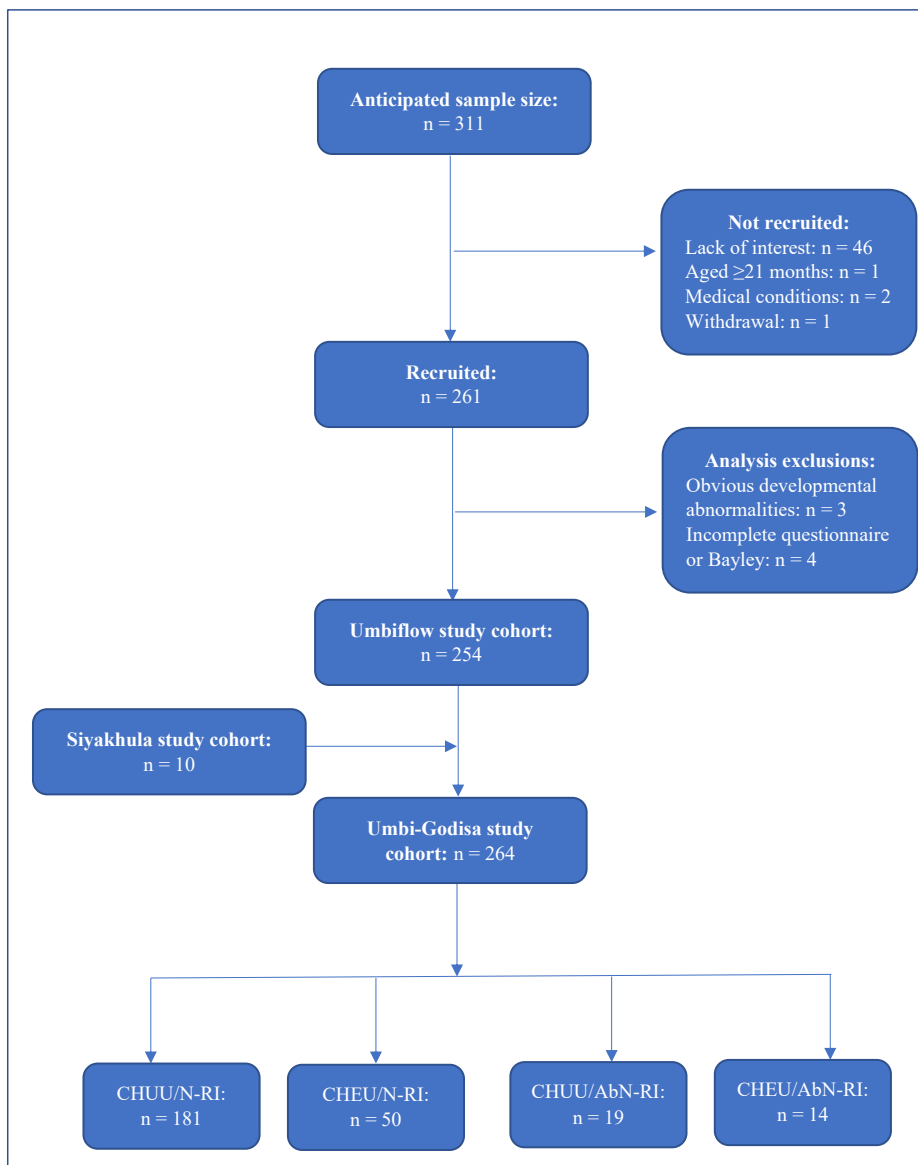 Anticipated sample size:
n = 311
Not recruited:
Lack of interest: n = 46
Aged ≥21 months: n = 1
Medical conditions: n = 2
Withdrawal: n = 1
Recruited:
n = 261
Analysis exclusions:
Obvious developmental
abnormalities: n = 3
Incomplete questionnaire
or Bayley: n = 4
Umbiflow study cohort:
n = 254
Siyakhula study cohort:
n = 10
Umbi-Godisa study
cohort: n = 264
CHUU/N-RI:
n = 181
CHEU/N-RI:
n = 50
CHUU/AbN-RI:
n = 19
CHEU/AbN-RI:
n = 14